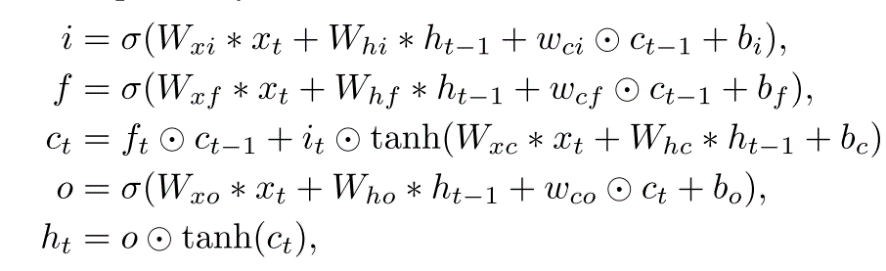 i = σ(W_{xi} * x_t + W_{hi} * h_{t−1} + w_{ci} ⊙ c_{t−1} + b_i),
f = σ(W_{xf} * x_t + W_{hf} * h_{t−1} + w_{cf} ⊙ c_{t−1} + b_f),
c_t = f_t ⊙ c_{t−1} + i_t ⊙ tanh(W_{xc} * x_t + W_{hc} * h_{t−1} + b_c)
o = σ(W_{xo} * x_t + W_{ho} * h_{t−1} + w_{co} ⊙ c_t + b_o),
h_t = o ⊙ tanh(c_t),